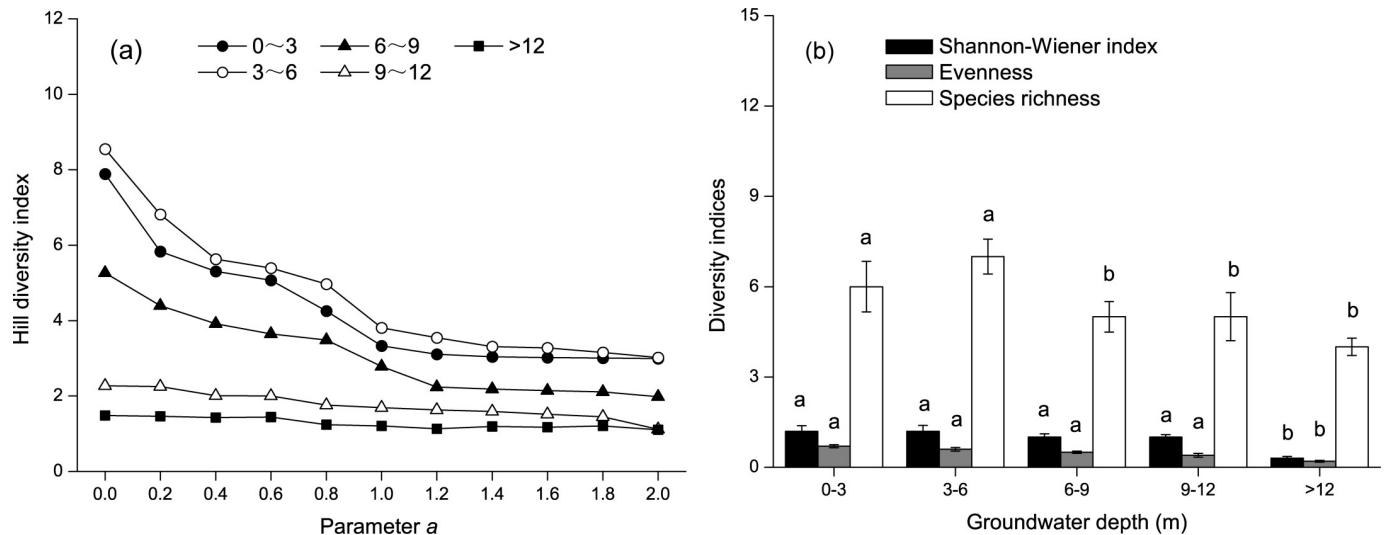 (a)
0～3
6～9
>12
3～6
9～12
12
10
8
6
4
2
0
Hill diversity index
0.0 0.2 0.4 0.6 0.8 1.0 1.2 1.4 1.6 1.8 2.0
Parameter a
(b)
Shannon-Wiener index
Evenness
Species richness
15
12
9
6
3
0
Diversity indices
a a a
a a a
a a b
a a b
b b b
0-3 3-6 6-9 9-12 >12
Groundwater depth (m)